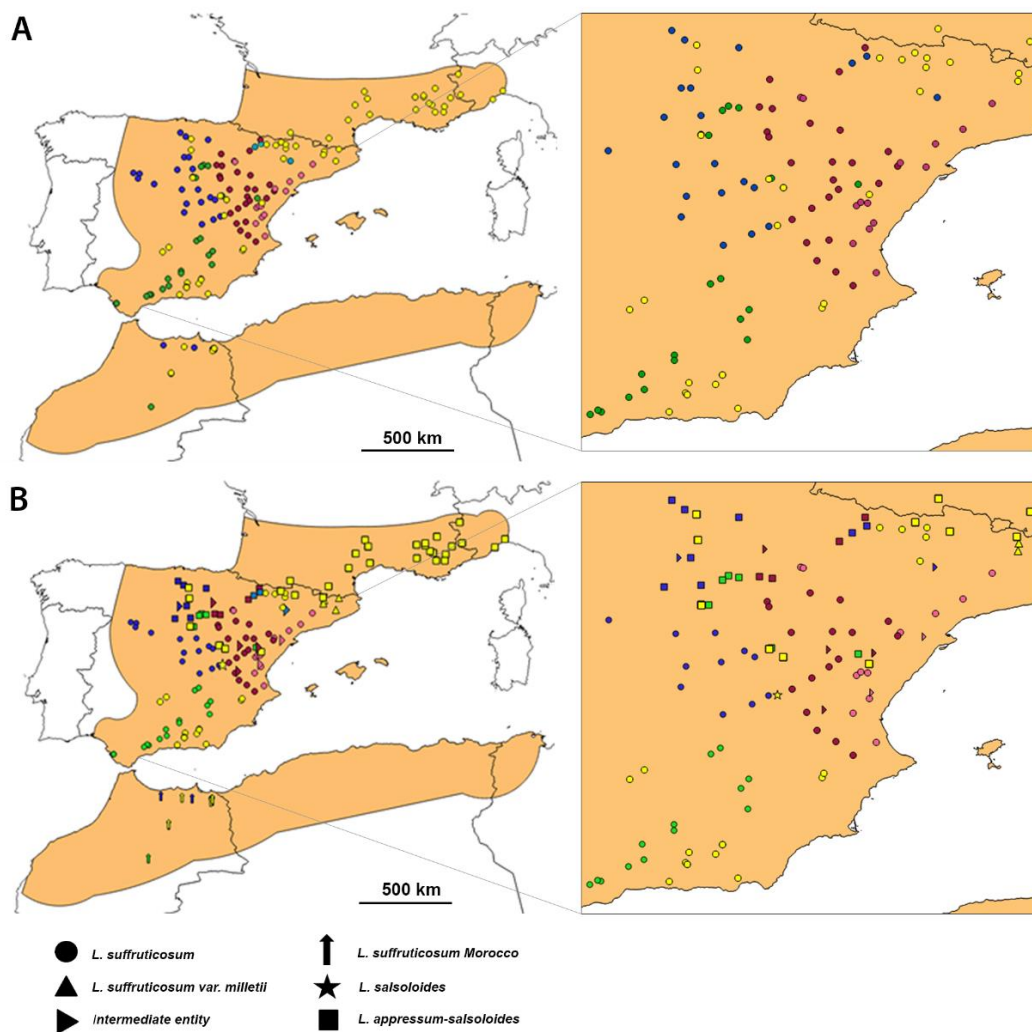 A
500 km
B
500 km
L. suffruticosum
L. suffruticosum Morocco
L. suffruticosum var. milletii
L. salsoloides
Intermediate entity
L. appressum-salsoloides